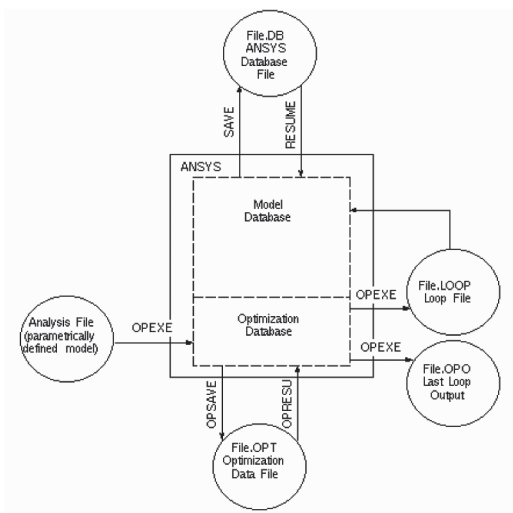 File.DB
ANSYS
Database
File
SAVE
RESUME
ANSYS
Model
Database
File.LOOP
Loop File
OPEXE
Analysis File
(parametrically
defined model)
OPEXE
Optimization
Database
OPEXE
File.OPO
Last Loop
Output
OPSAVE
OPRESU
File.OPT
Optimization
Data File